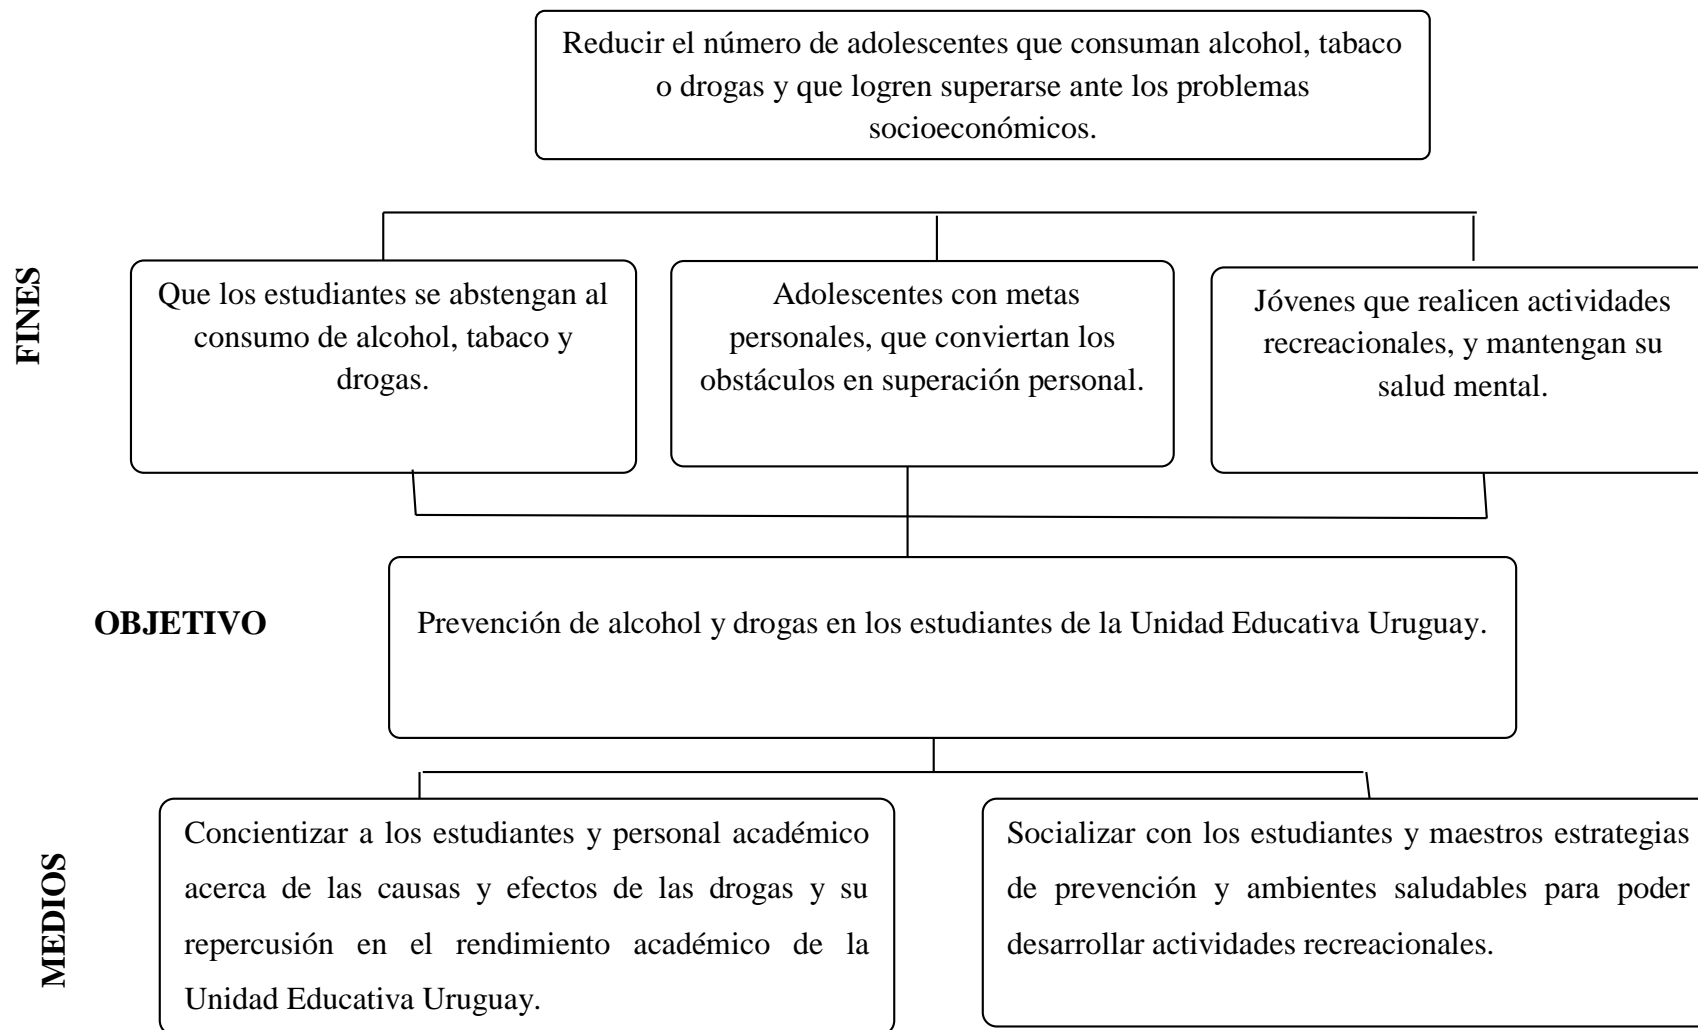 Reducir el número de adolescentes que consuman alcohol, tabaco
o drogas y que logren superarse ante los problemas
socioeconómicos.
FINES
Que los estudiantes se abstengan al
consumo de alcohol, tabaco y
drogas.
Adolescentes con metas
personales, que conviertan los
obstáculos en superación personal.
Jóvenes que realicen actividades
recreacionales, y mantengan su
salud mental.
OBJETIVO
Prevención de alcohol y drogas en los estudiantes de la Unidad Educativa Uruguay.
MEDIOS
Concientizar a los estudiantes y personal académico
acerca de las causas y efectos de las drogas y su
repercusión en el rendimiento académico de la
Unidad Educativa Uruguay.
Socializar con los estudiantes y maestros estrategias
de prevención y ambientes saludables para poder
desarrollar actividades recreacionales.